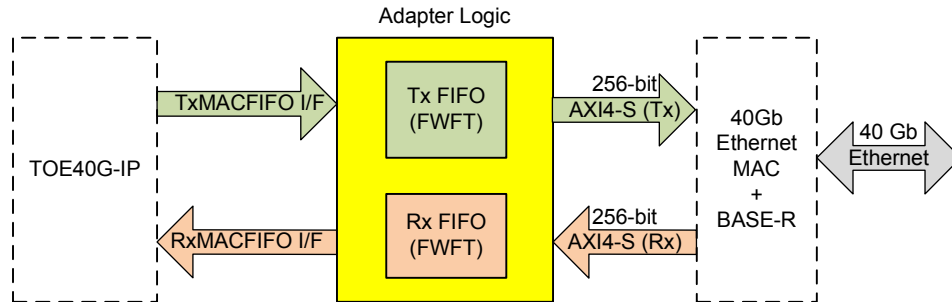 Adapter Logic
TOE40G-IP
TxMACFIFO I/F
RxMACFIFO I/F
Tx FIFO
(FWFT)
Rx FIFO
(FWFT)
256-bit
AXI4-S (Tx)
256-bit
AXI4-S (Rx)
40Gb
Ethernet
MAC
+
BASE-R
40 Gb
Ethernet